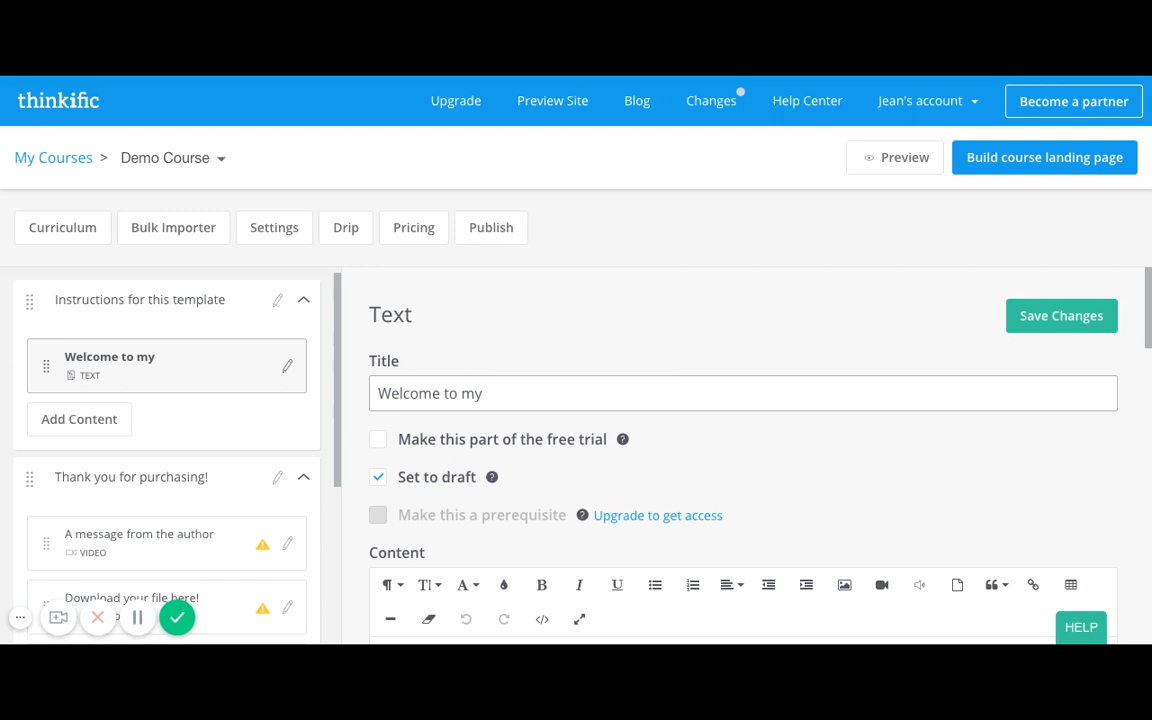 thinkific
Upgrade Preview Site Blog Changes Help Center Jean's account Become a partner
My Courses > Demo Course Preview Build course landing page
Curriculum Bulk Importer Settings Drip Pricing Publish
Instructions for this template
Welcome to my
TEXT
Add Content
Thank you for purchasing!
A message from the author
VIDEO
Download your file here!
Text
Save Changes
Title
Welcome to my
Make this part of the free trial ?
Set to draft ?
Make this a prerequisite ? Upgrade to get access
Content
B I U
HELP